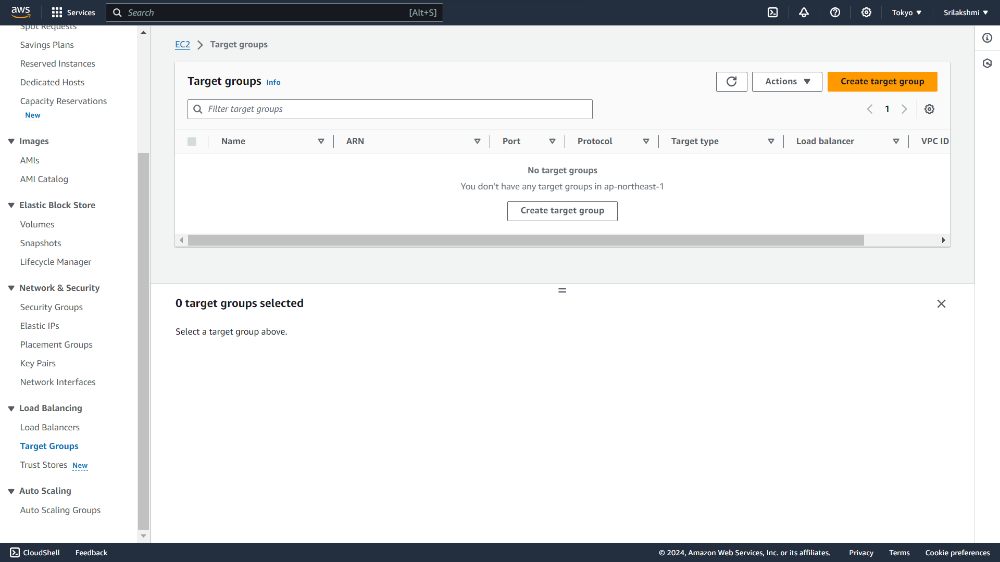 aws
Services
Search
[Alt+S]
Tokyo
Srilakshmi
Spot Requests
Savings Plans
Reserved Instances
Dedicated Hosts
Capacity Reservations
New
Images
AMIs
AMI Catalog
Elastic Block Store
Volumes
Snapshots
Lifecycle Manager
Network & Security
Security Groups
Elastic IPs
Placement Groups
Key Pairs
Network Interfaces
Load Balancing
Load Balancers
Target Groups
Trust Stores New
Auto Scaling
Auto Scaling Groups
EC2
Target groups
Target groups Info
Actions
Create target group
Filter target groups
1
Name
ARN
Port
Protocol
Target type
Load balancer
VPC ID
No target groups
You don’t have any target groups in ap-northeast-1
Create target group
0 target groups selected
Select a target group above.
CloudShell
Feedback
© 2024, Amazon Web Services, Inc. or its affiliates.
Privacy
Terms
Cookie preferences